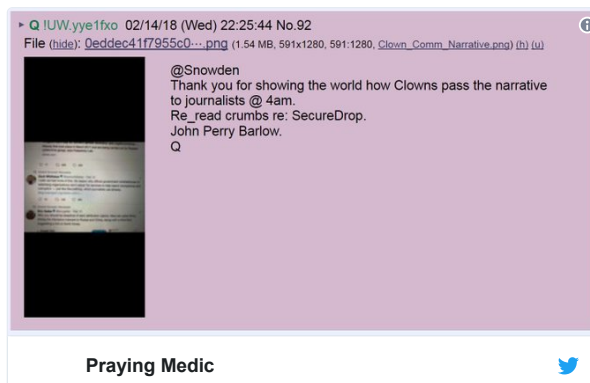 ▸ Q !UW.yye1fxo 02/14/18 (Wed) 22:25:44 No.92
File (hide): 0eddec41f7955c0⋯.png (1.54 MB, 591x1280, 591:1280, Clown_Comm_Narrative.png) (h) (u)
@Snowden
Thank you for showing the world how Clowns pass the narrative
to journalists @ 4am.
Re_read crumbs re: SecureDrop.
John Perry Barlow.
Q
Praying Medic